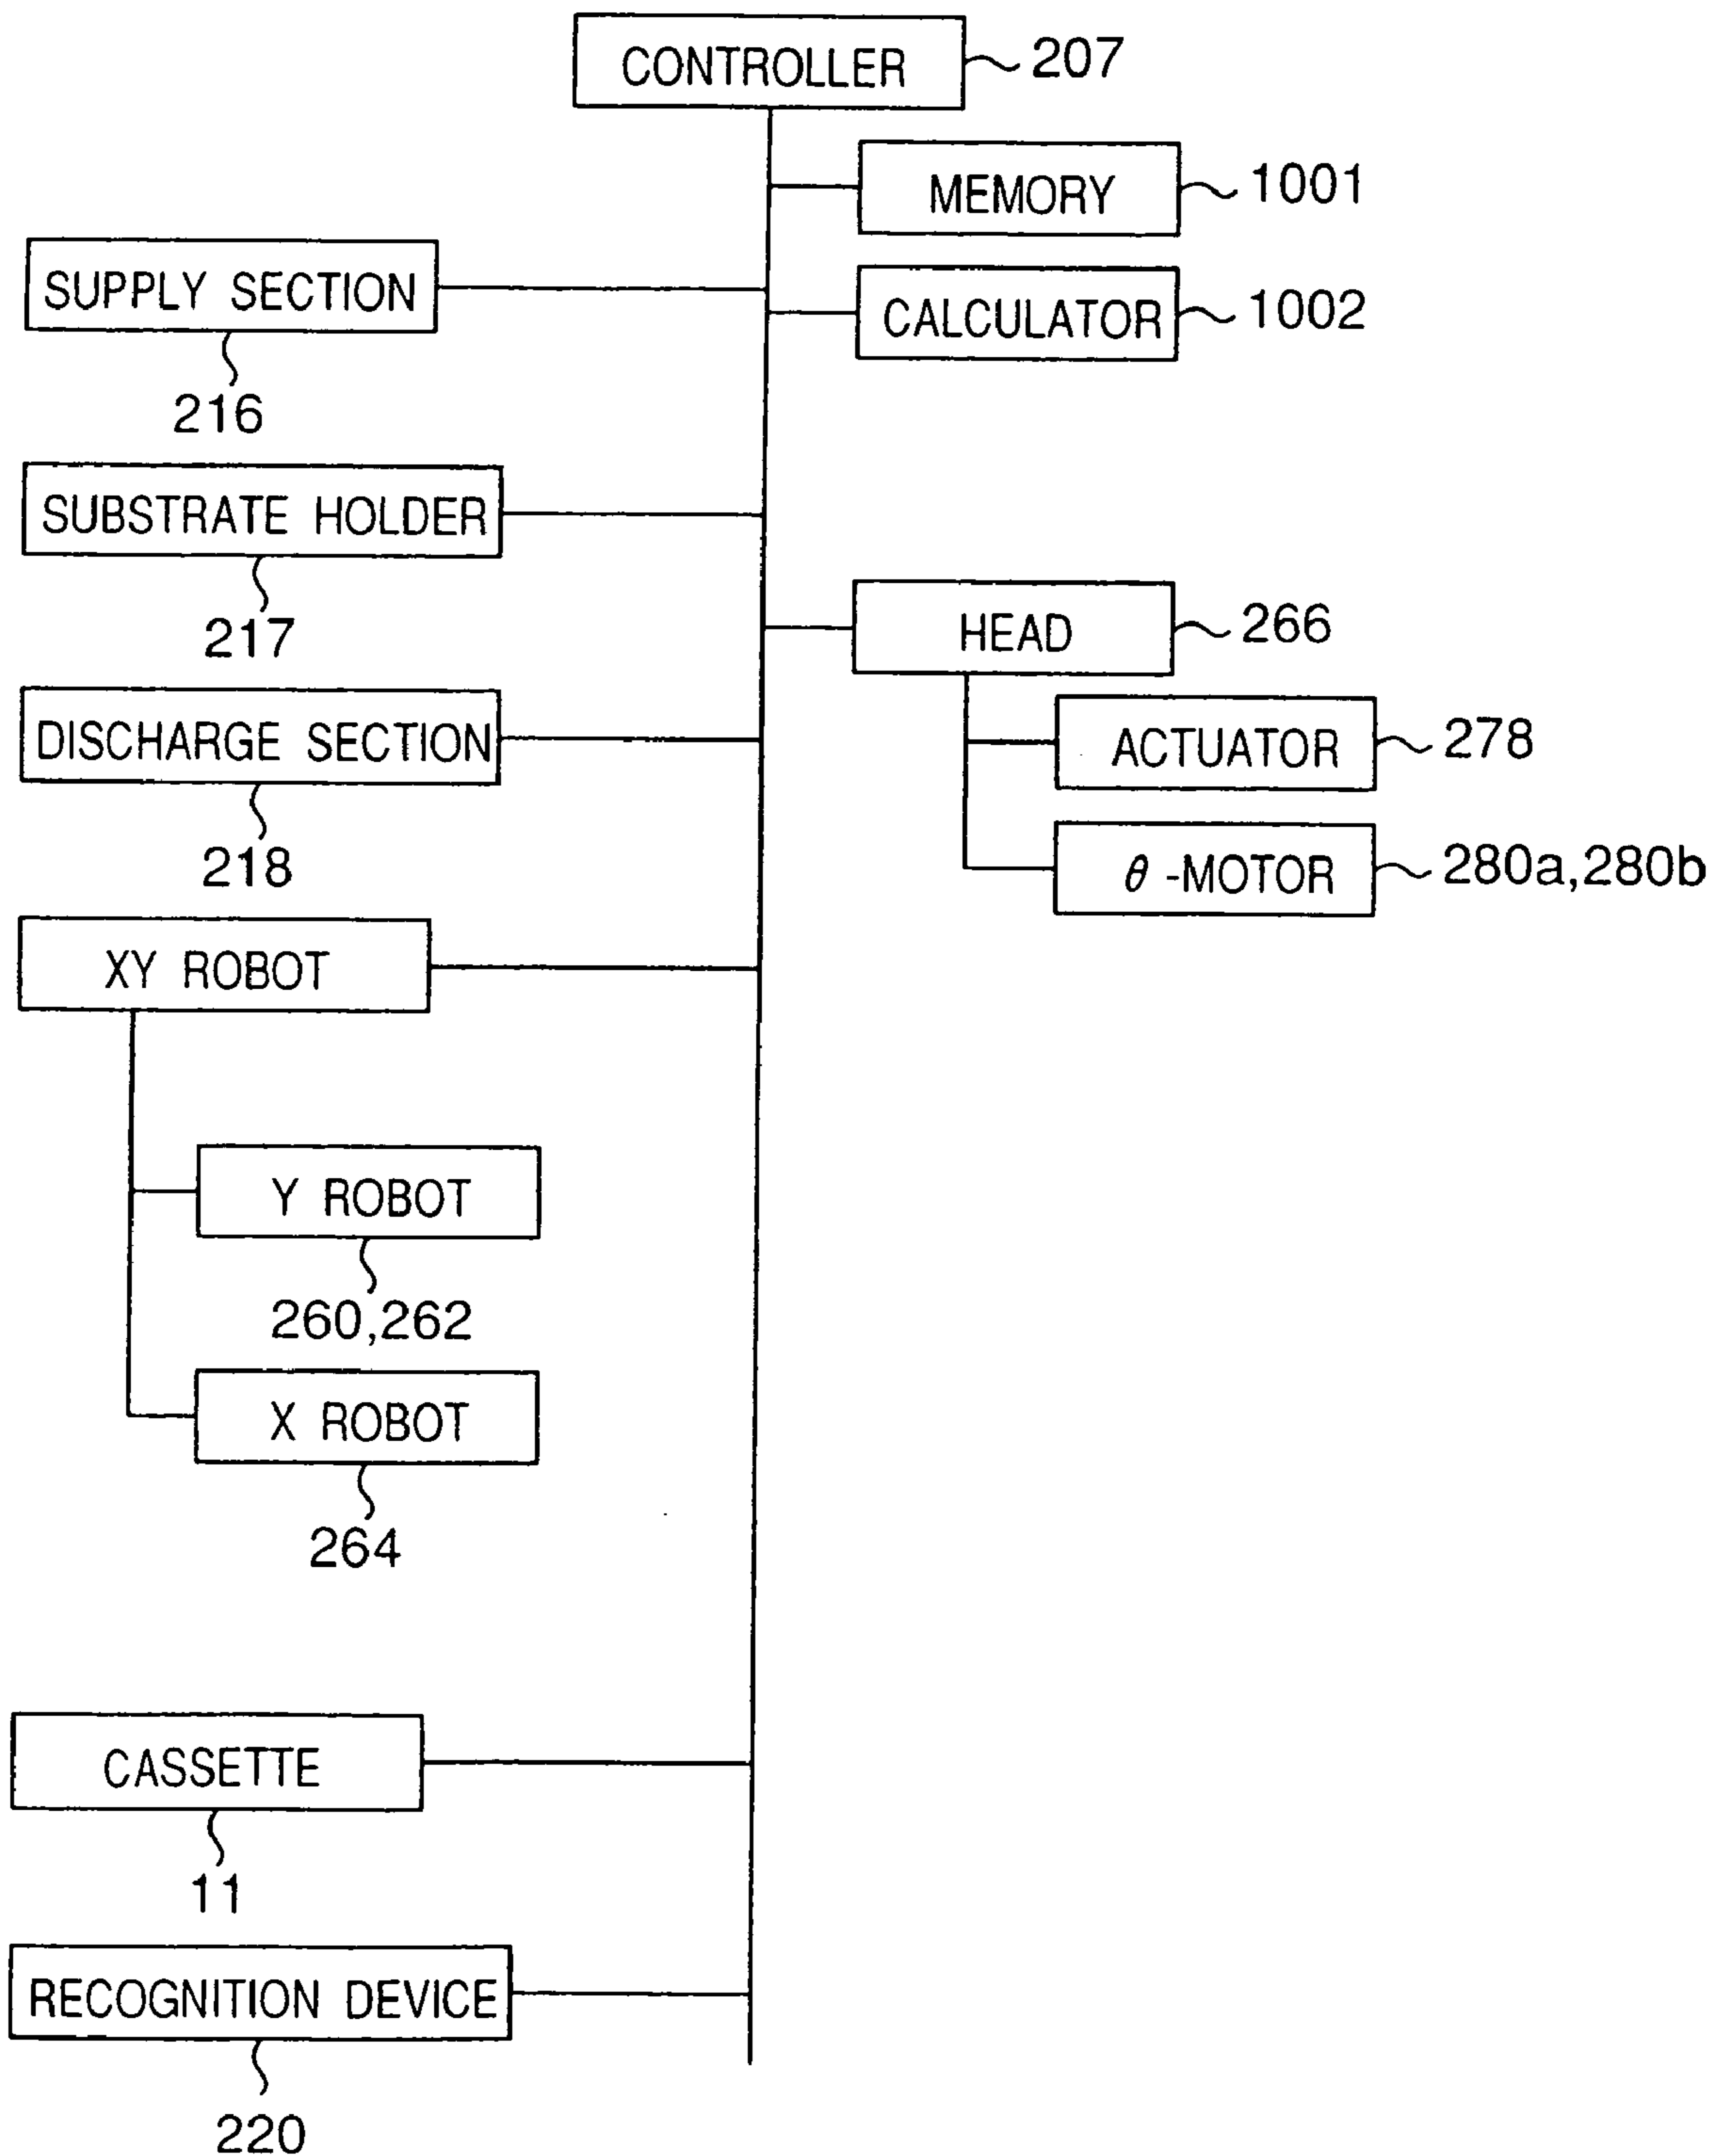 CONTROLLER 207
MEMORY 1001
SUPPLY SECTION
216
CALCULATOR 1002
SUBSTRATE HOLDER
217
HEAD 266
DISCHARGE SECTION
218
ACTUATOR 278
θ-MOTOR 280a,280b
XY ROBOT
Y ROBOT
260,262
X ROBOT
264
CASSETTE
11
RECOGNITION DEVICE
220